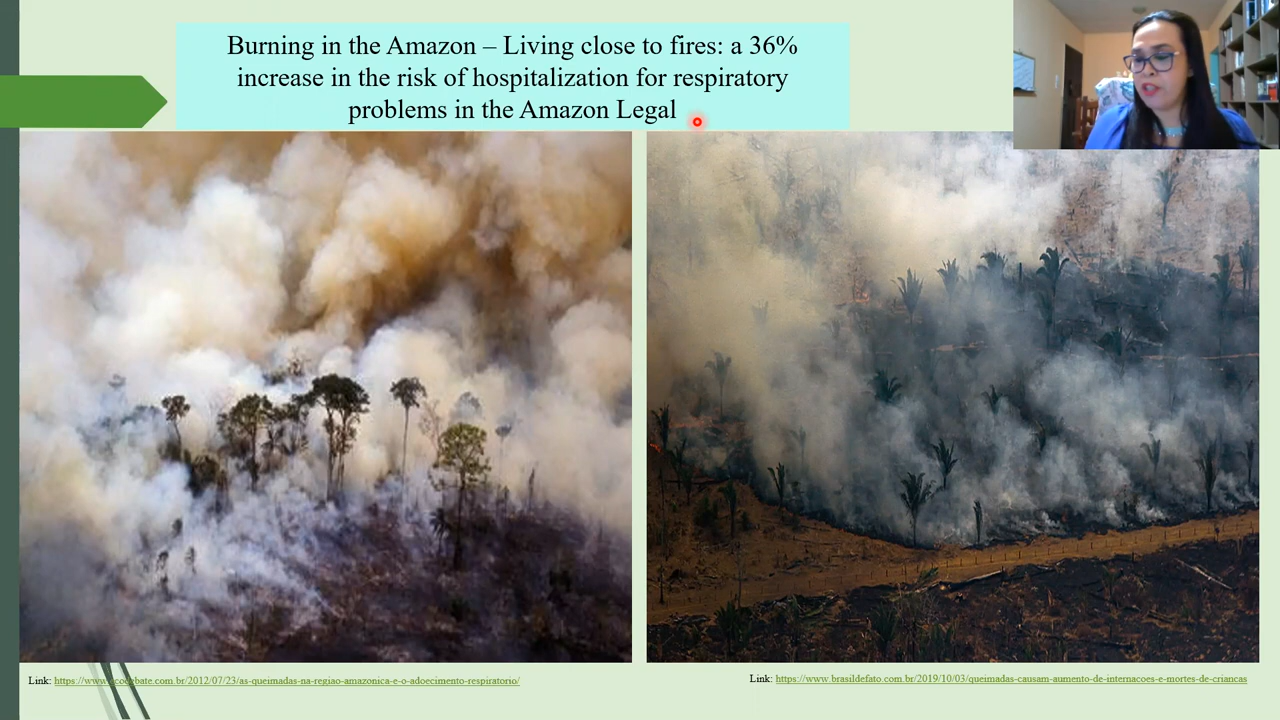 Burning in the Amazon – Living close to fires: a 36%
increase in the risk of hospitalization for respiratory
problems in the Amazon Legal
Link: https://www.ecodebate.com.br/2012/07/23/as-queimadas-na-regiao-amazonica-e-o-adoecimento-respiratorio/
Link: https://www.brasildefato.com.br/2019/10/03/queimadas-causam-aumento-de-internacoes-e-mortes-de-criancas